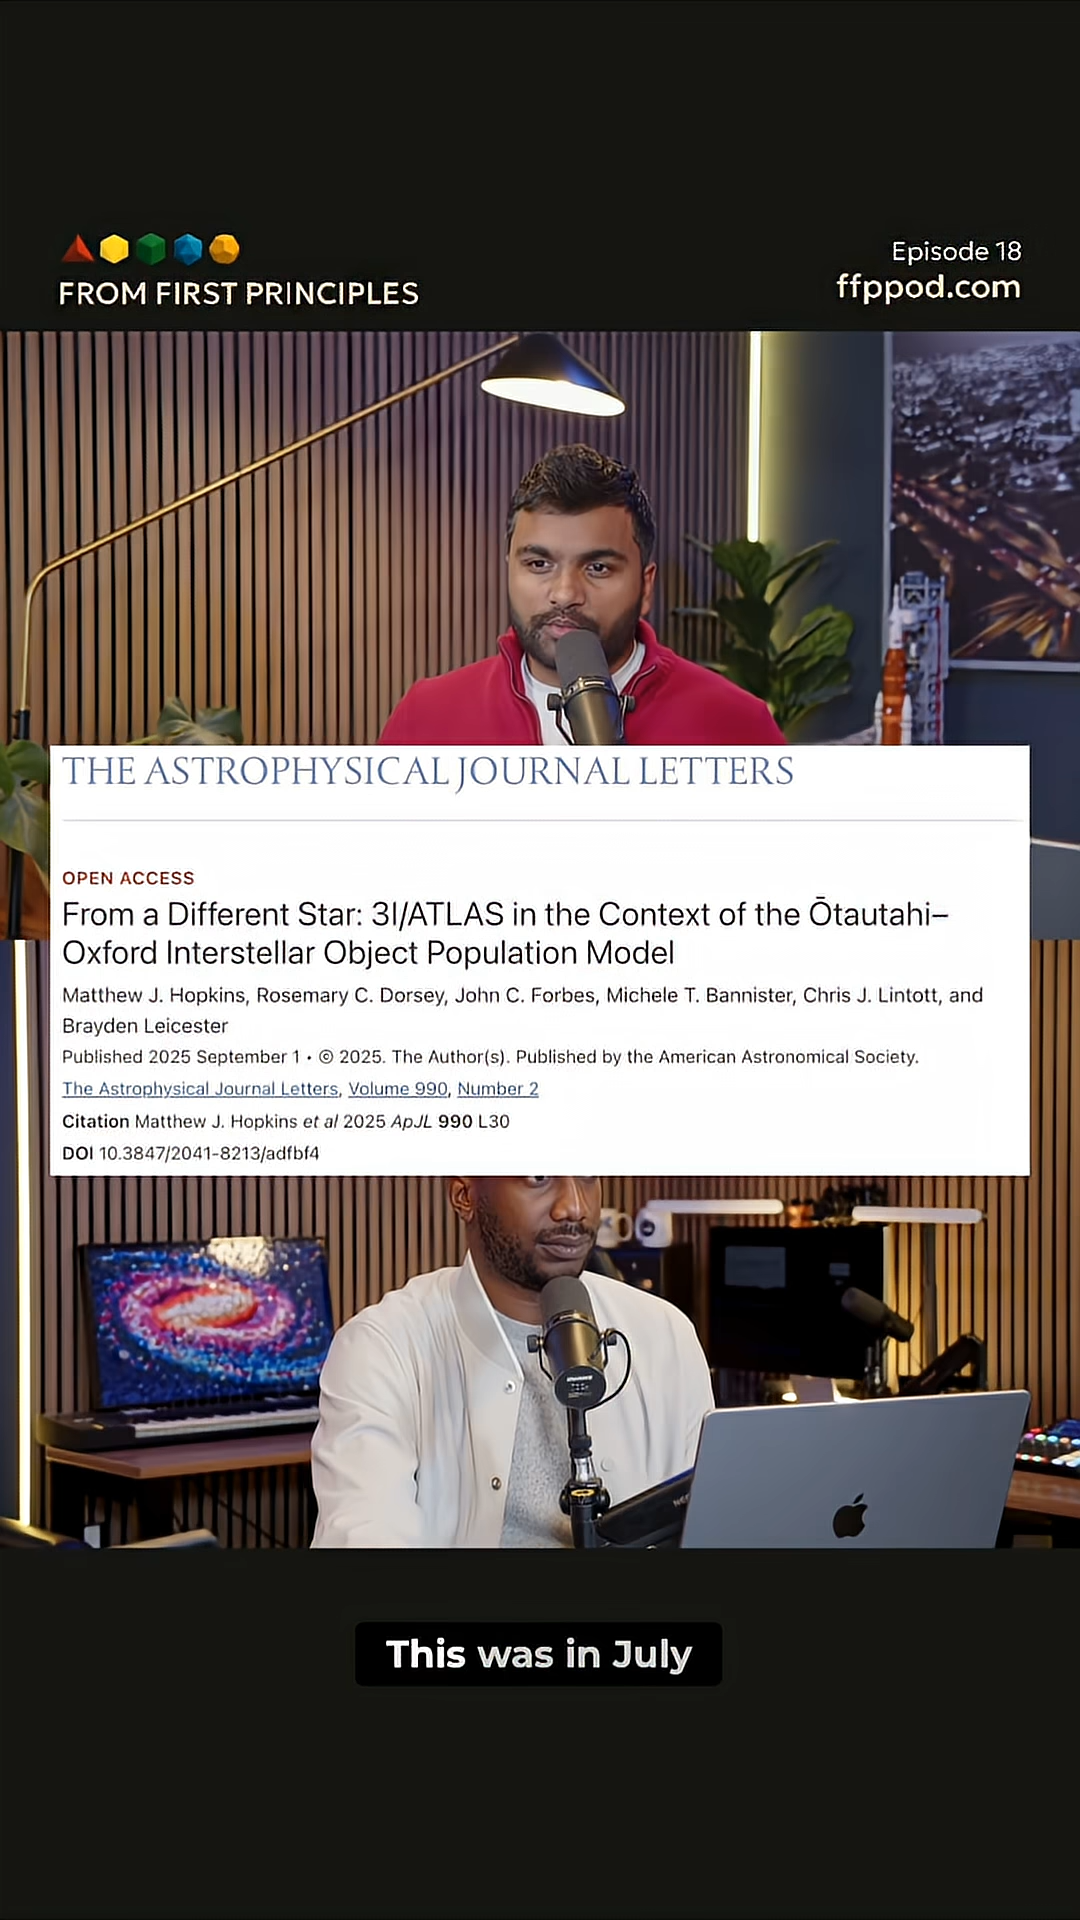 FROM FIRST PRINCIPLES
Episode 18
ffppod.com
THE ASTROPHYSICAL JOURNAL LETTERS
OPEN ACCESS
From a Different Star: 3I/ATLAS in the Context of the Ōtautahi–
Oxford Interstellar Object Population Model
Matthew J. Hopkins, Rosemary C. Dorsey, John C. Forbes, Michele T. Bannister, Chris J. Lintott, and
Brayden Leicester
Published 2025 September 1 • © 2025. The Author(s). Published by the American Astronomical Society.
The Astrophysical Journal Letters, Volume 990, Number 2
Citation Matthew J. Hopkins et al 2025 ApJL 990 L30
DOI 10.3847/2041-8213/adfbf4
This was in July